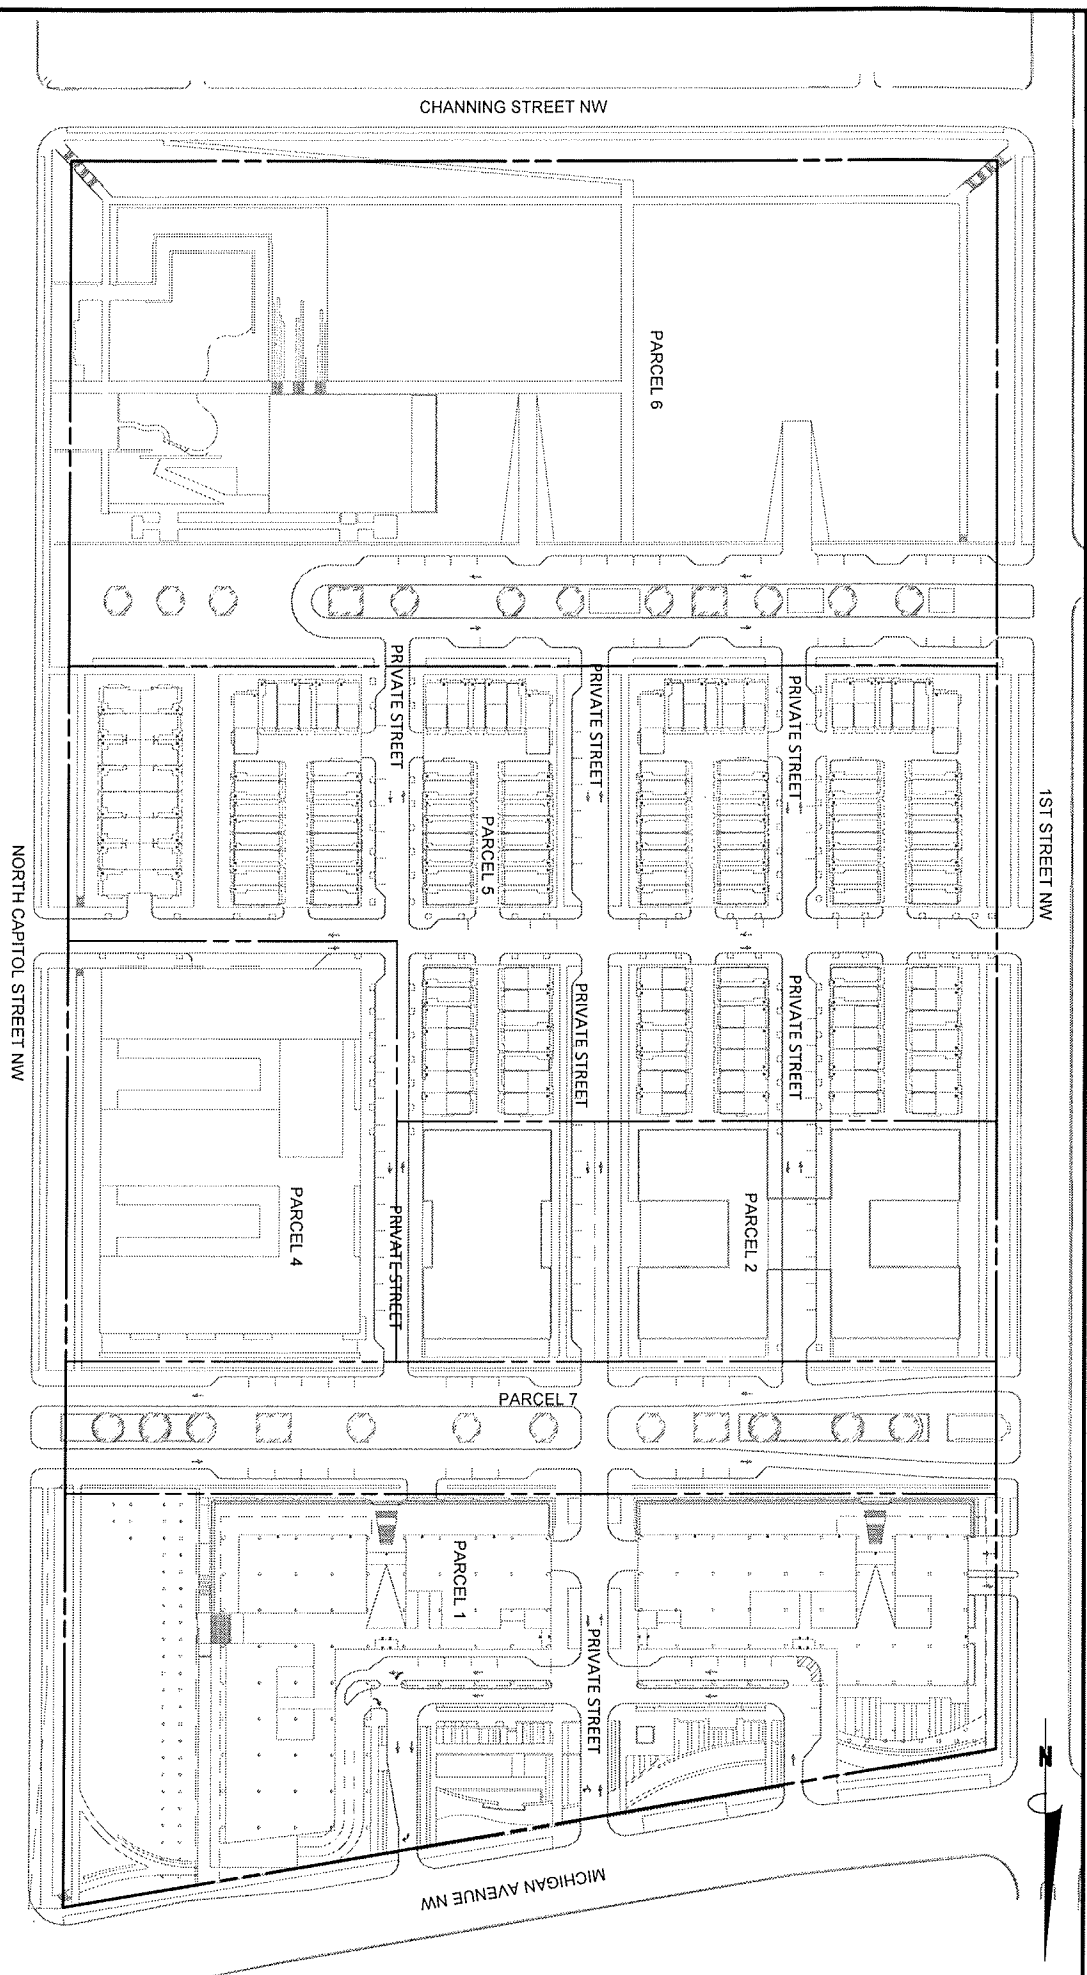 CHANNING STREET NW
PARCEL 6
PRIVATE STREET
PRIVATE STREET
PRIVATE STREET
1ST STREET NW
PARCEL 5
NORTH CAPITOL STREET NW
PRIVATE STREET
PRIVATE STREET
PARCEL 4
PRIVATE STREET
PARCEL 2
PARCEL 7
PARCEL 1
PRIVATE STREET
N
MICHIGAN AVENUE NW